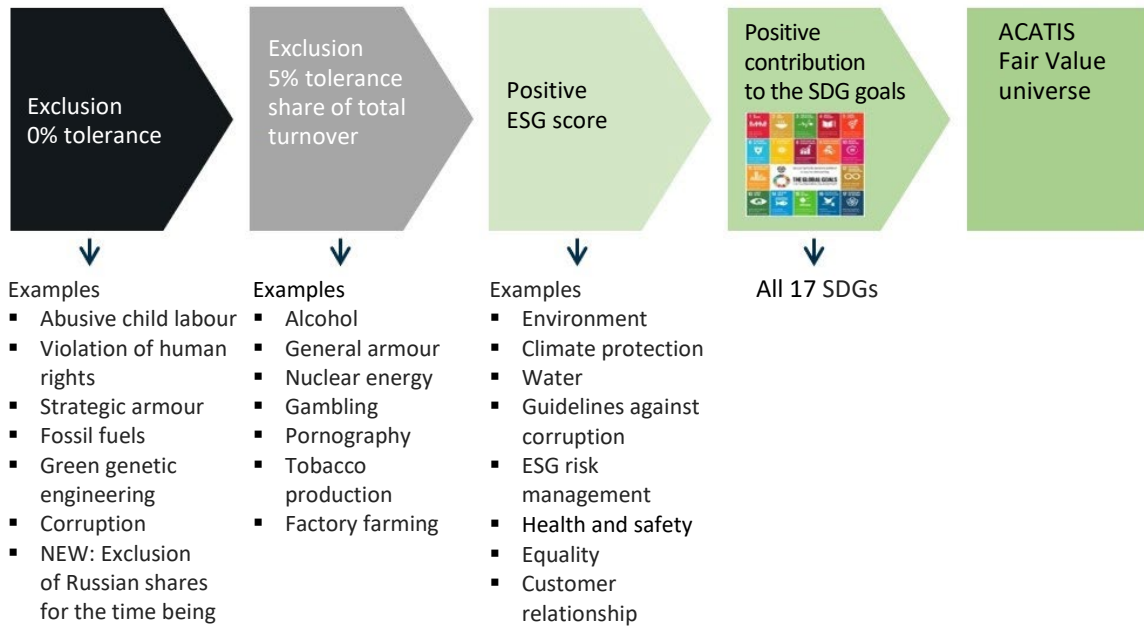 Exclusion
0% tolerance
Exclusion
5% tolerance
share of total
turnover
Positive
ESG score
Positive
contribution
to the SDG goals
THE GLOBAL GOALS
ACATIS
Fair Value
universe
Examples
▪ Abusive child labour
▪ Violation of human
rights
▪ Strategic armour
▪ Fossil fuels
▪ Green genetic
engineering
▪ Corruption
▪ NEW: Exclusion
of Russian shares
for the time being
Examples
▪ Alcohol
▪ General armour
▪ Nuclear energy
▪ Gambling
▪ Pornography
▪ Tobacco
production
▪ Factory farming
Examples
▪ Environment
▪ Climate protection
▪ Water
▪ Guidelines against
corruption
▪ ESG risk
management
▪ Health and safety
▪ Equality
▪ Customer
relationship
All 17 SDGs